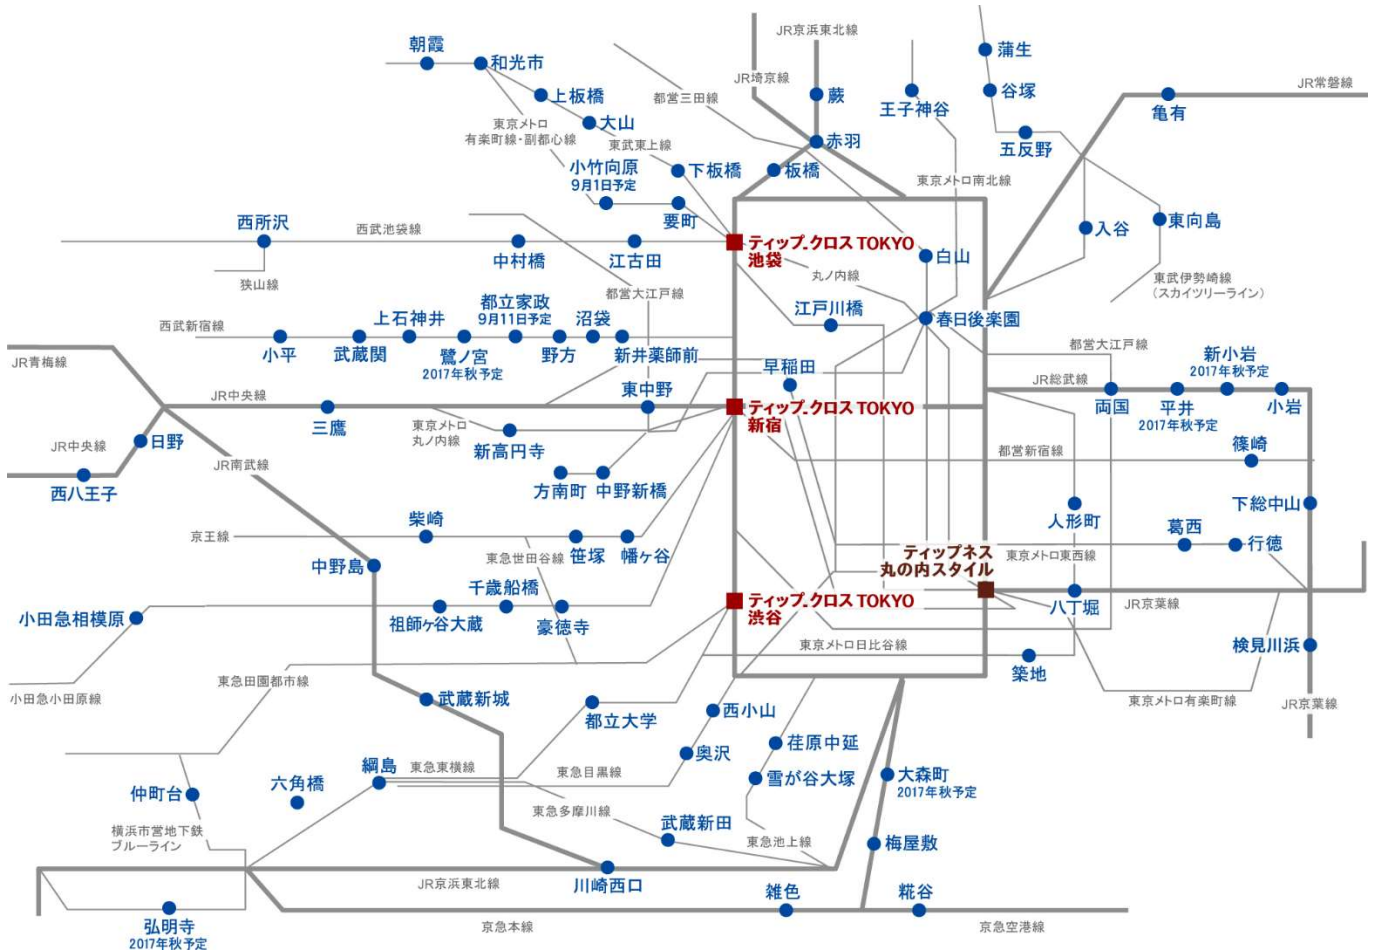 JR京浜東北線
蒲生
朝霞
和光市
JR埼京線
JR常磐線
上板橋
都営三田線
蕨
王子神谷
谷塚
亀有
東京メトロ
有楽町線・副都心線
大山
東武東上線
赤羽
五反野
小竹向原
9月1日予定
下板橋
板橋
東京メトロ南北線
要町
西所沢
西武池袋線
中村橋
江古田
ティップ.クロス TOKYO
池袋
白山
入谷
東向島
狭山線
都営大江戸線
丸ノ内線
東武伊勢崎線
(スカイツリーライン)
都立家政
9月11日予定
上石神井
沼袋
江戸川橋
春日後楽園
西武新宿線
小平
武蔵関
鷺ノ宮
2017年秋予定
野方
新井薬師前
都営大江戸線
新小岩
2017年秋予定
JR青梅線
早稲田
JR総武線
JR中央線
東中野
両国
平井
2017年秋予定
小岩
三鷹
東京メトロ
丸ノ内線
ティップ.クロス TOKYO
新宿
JR中央線
日野
新高円寺
都営新宿線
篠崎
JR南武線
西八王子
方南町
中野新橋
人形町
下総中山
柴崎
葛西
京王線
東急世田谷線
笹塚
幡ヶ谷
ティップネス
丸の内スタイル
東京メトロ東西線
行徳
中野島
千歳船橋
ティップ.クロス TOKYO
渋谷
八丁堀
JR京葉線
小田急相模原
祖師ヶ谷大蔵
豪徳寺
東京メトロ日比谷線
築地
検見川浜
小田急小田原線
東急田園都市線
武蔵新城
都立大学
西小山
東京メトロ有楽町線
JR京葉線
荏原中延
奥沢
綱島
東急東横線
東急目黒線
雪が谷大塚
大森町
2017年秋予定
仲町台
六角橋
東急多摩川線
武蔵新田
東急池上線
梅屋敷
横浜市営地下鉄
ブルーライン
JR京浜東北線
川崎西口
雑色
糀谷
弘明寺
2017年秋予定
京急本線
京急空港線